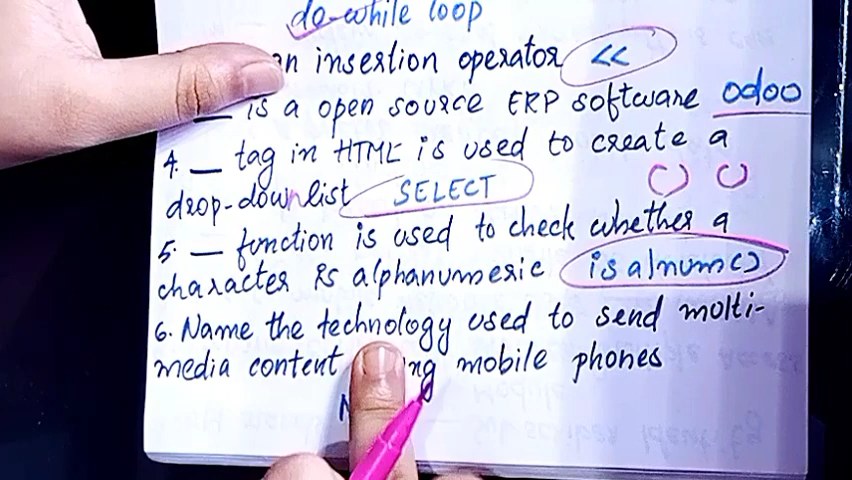 do-while loop
an insertion operator <<
__ is a open source ERP software odoo
4. __ tag in HTML is used to create a
drop-down list SELECT
5. __ function is used to check whether a
character is alphanumeric isalnum()
6. Name the technology used to send multi-
media content mobile phones